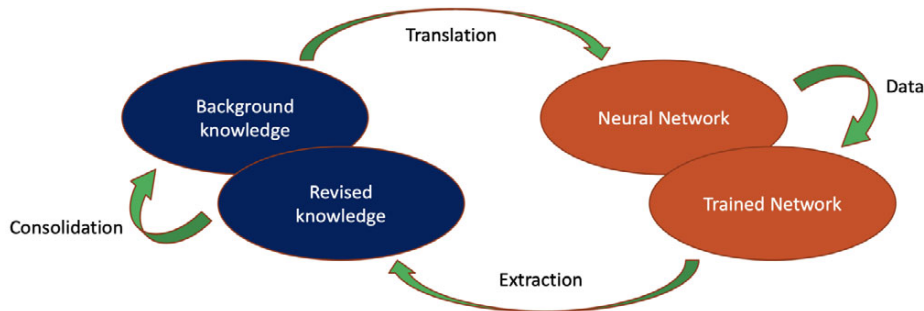 Translation
Background
knowledge
Neural Network
Data
Revised
knowledge
Trained Network
Consolidation
Extraction